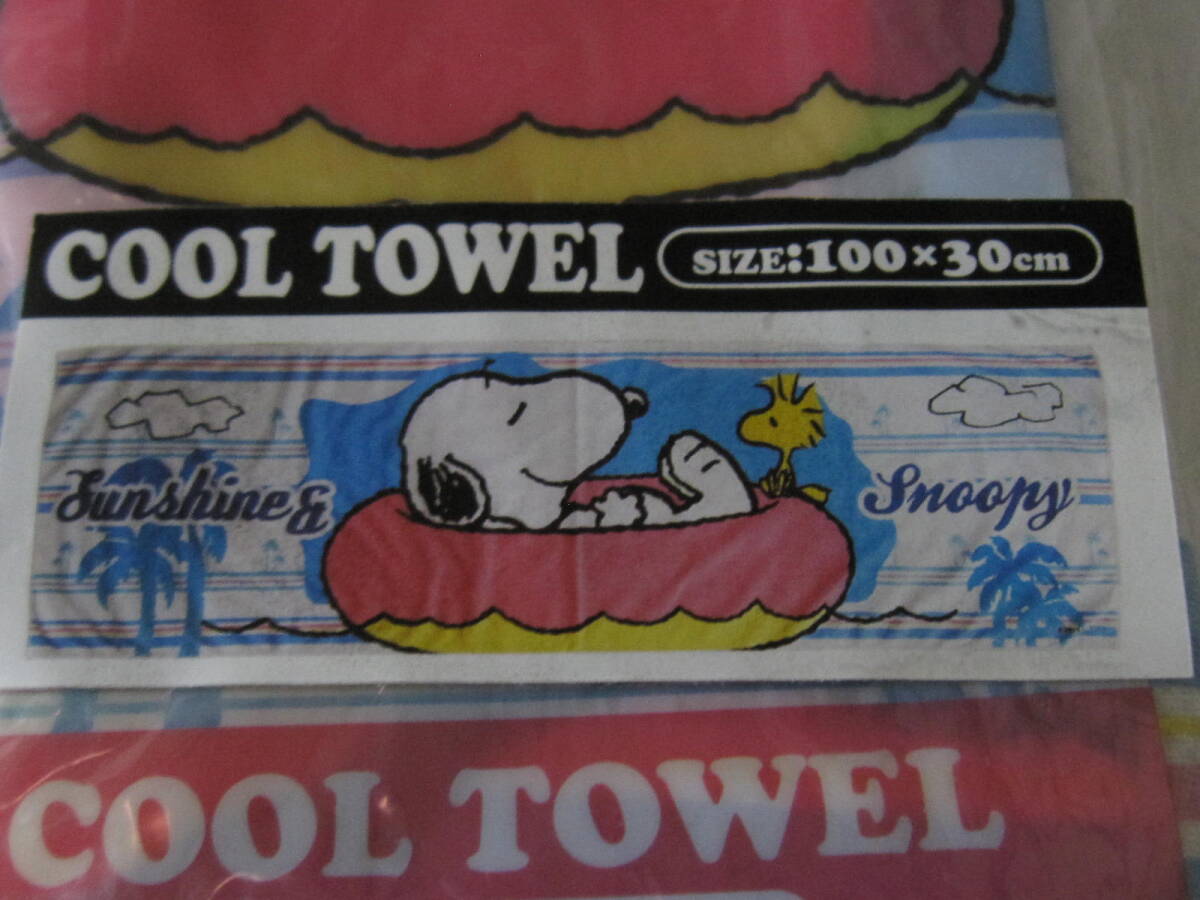 COOL TOWEL SIZE:100×30cm
Sunshine & Snoopy
COOL TOWEL